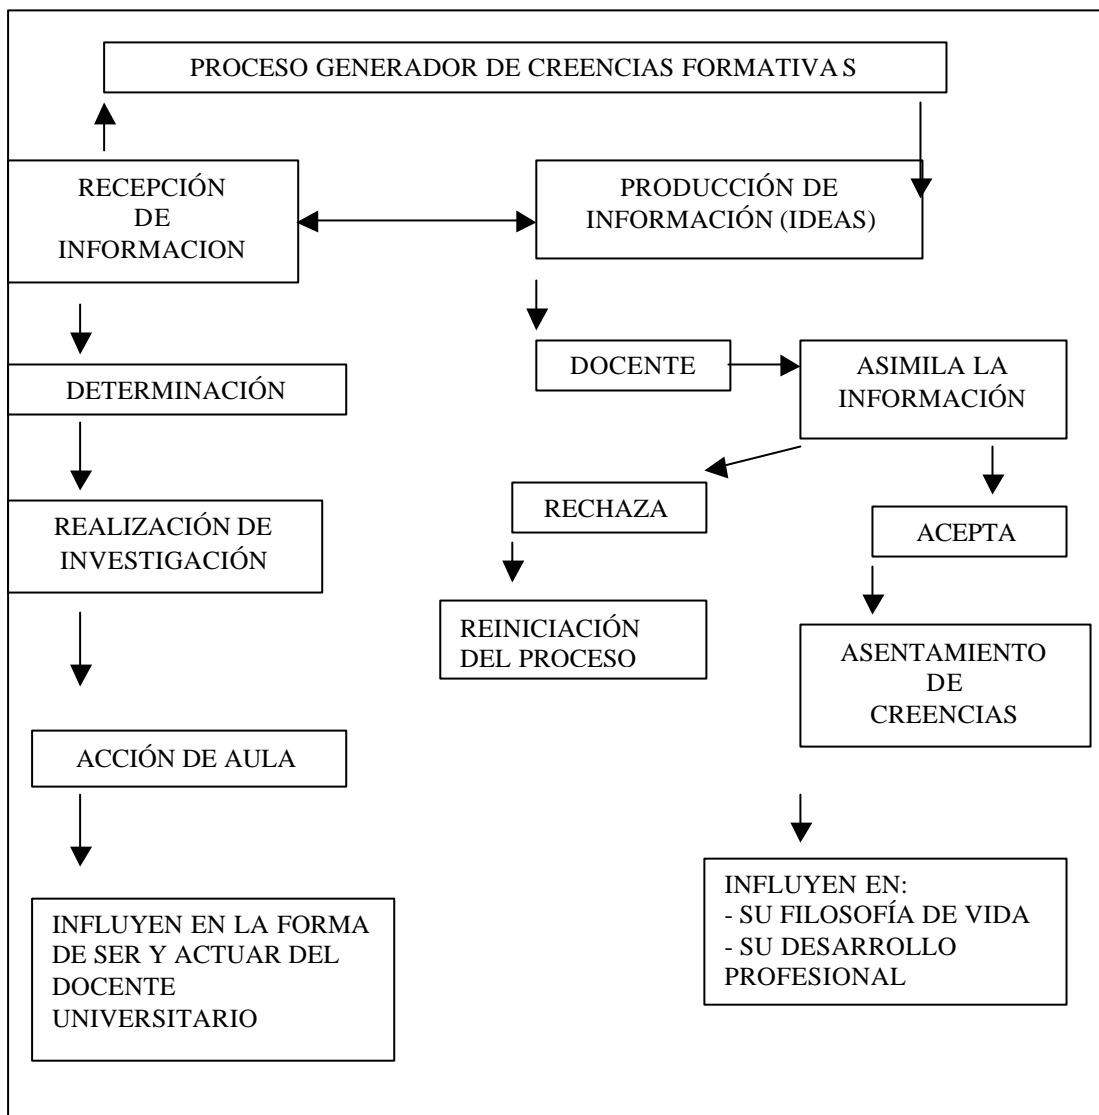 PROCESO GENERADOR DE CREENCIAS FORMATIVAS
RECEPCIÓN
DE
INFORMACION
PRODUCCIÓN DE
INFORMACIÓN (IDEAS)
DETERMINACIÓN
DOCENTE
ASIMILA LA
INFORMACIÓN
REALIZACIÓN DE
INVESTIGACIÓN
RECHAZA
ACEPTA
REINICIACIÓN
DEL PROCESO
ASENTAMIENTO
DE
CREENCIAS
ACCIÓN DE AULA
INFLUYEN EN LA FORMA
DE SER Y ACTUAR DEL
DOCENTE
UNIVERSITARIO
INFLUYEN EN:
- SU FILOSOFÍA DE VIDA
- SU DESARROLLO
PROFESIONAL